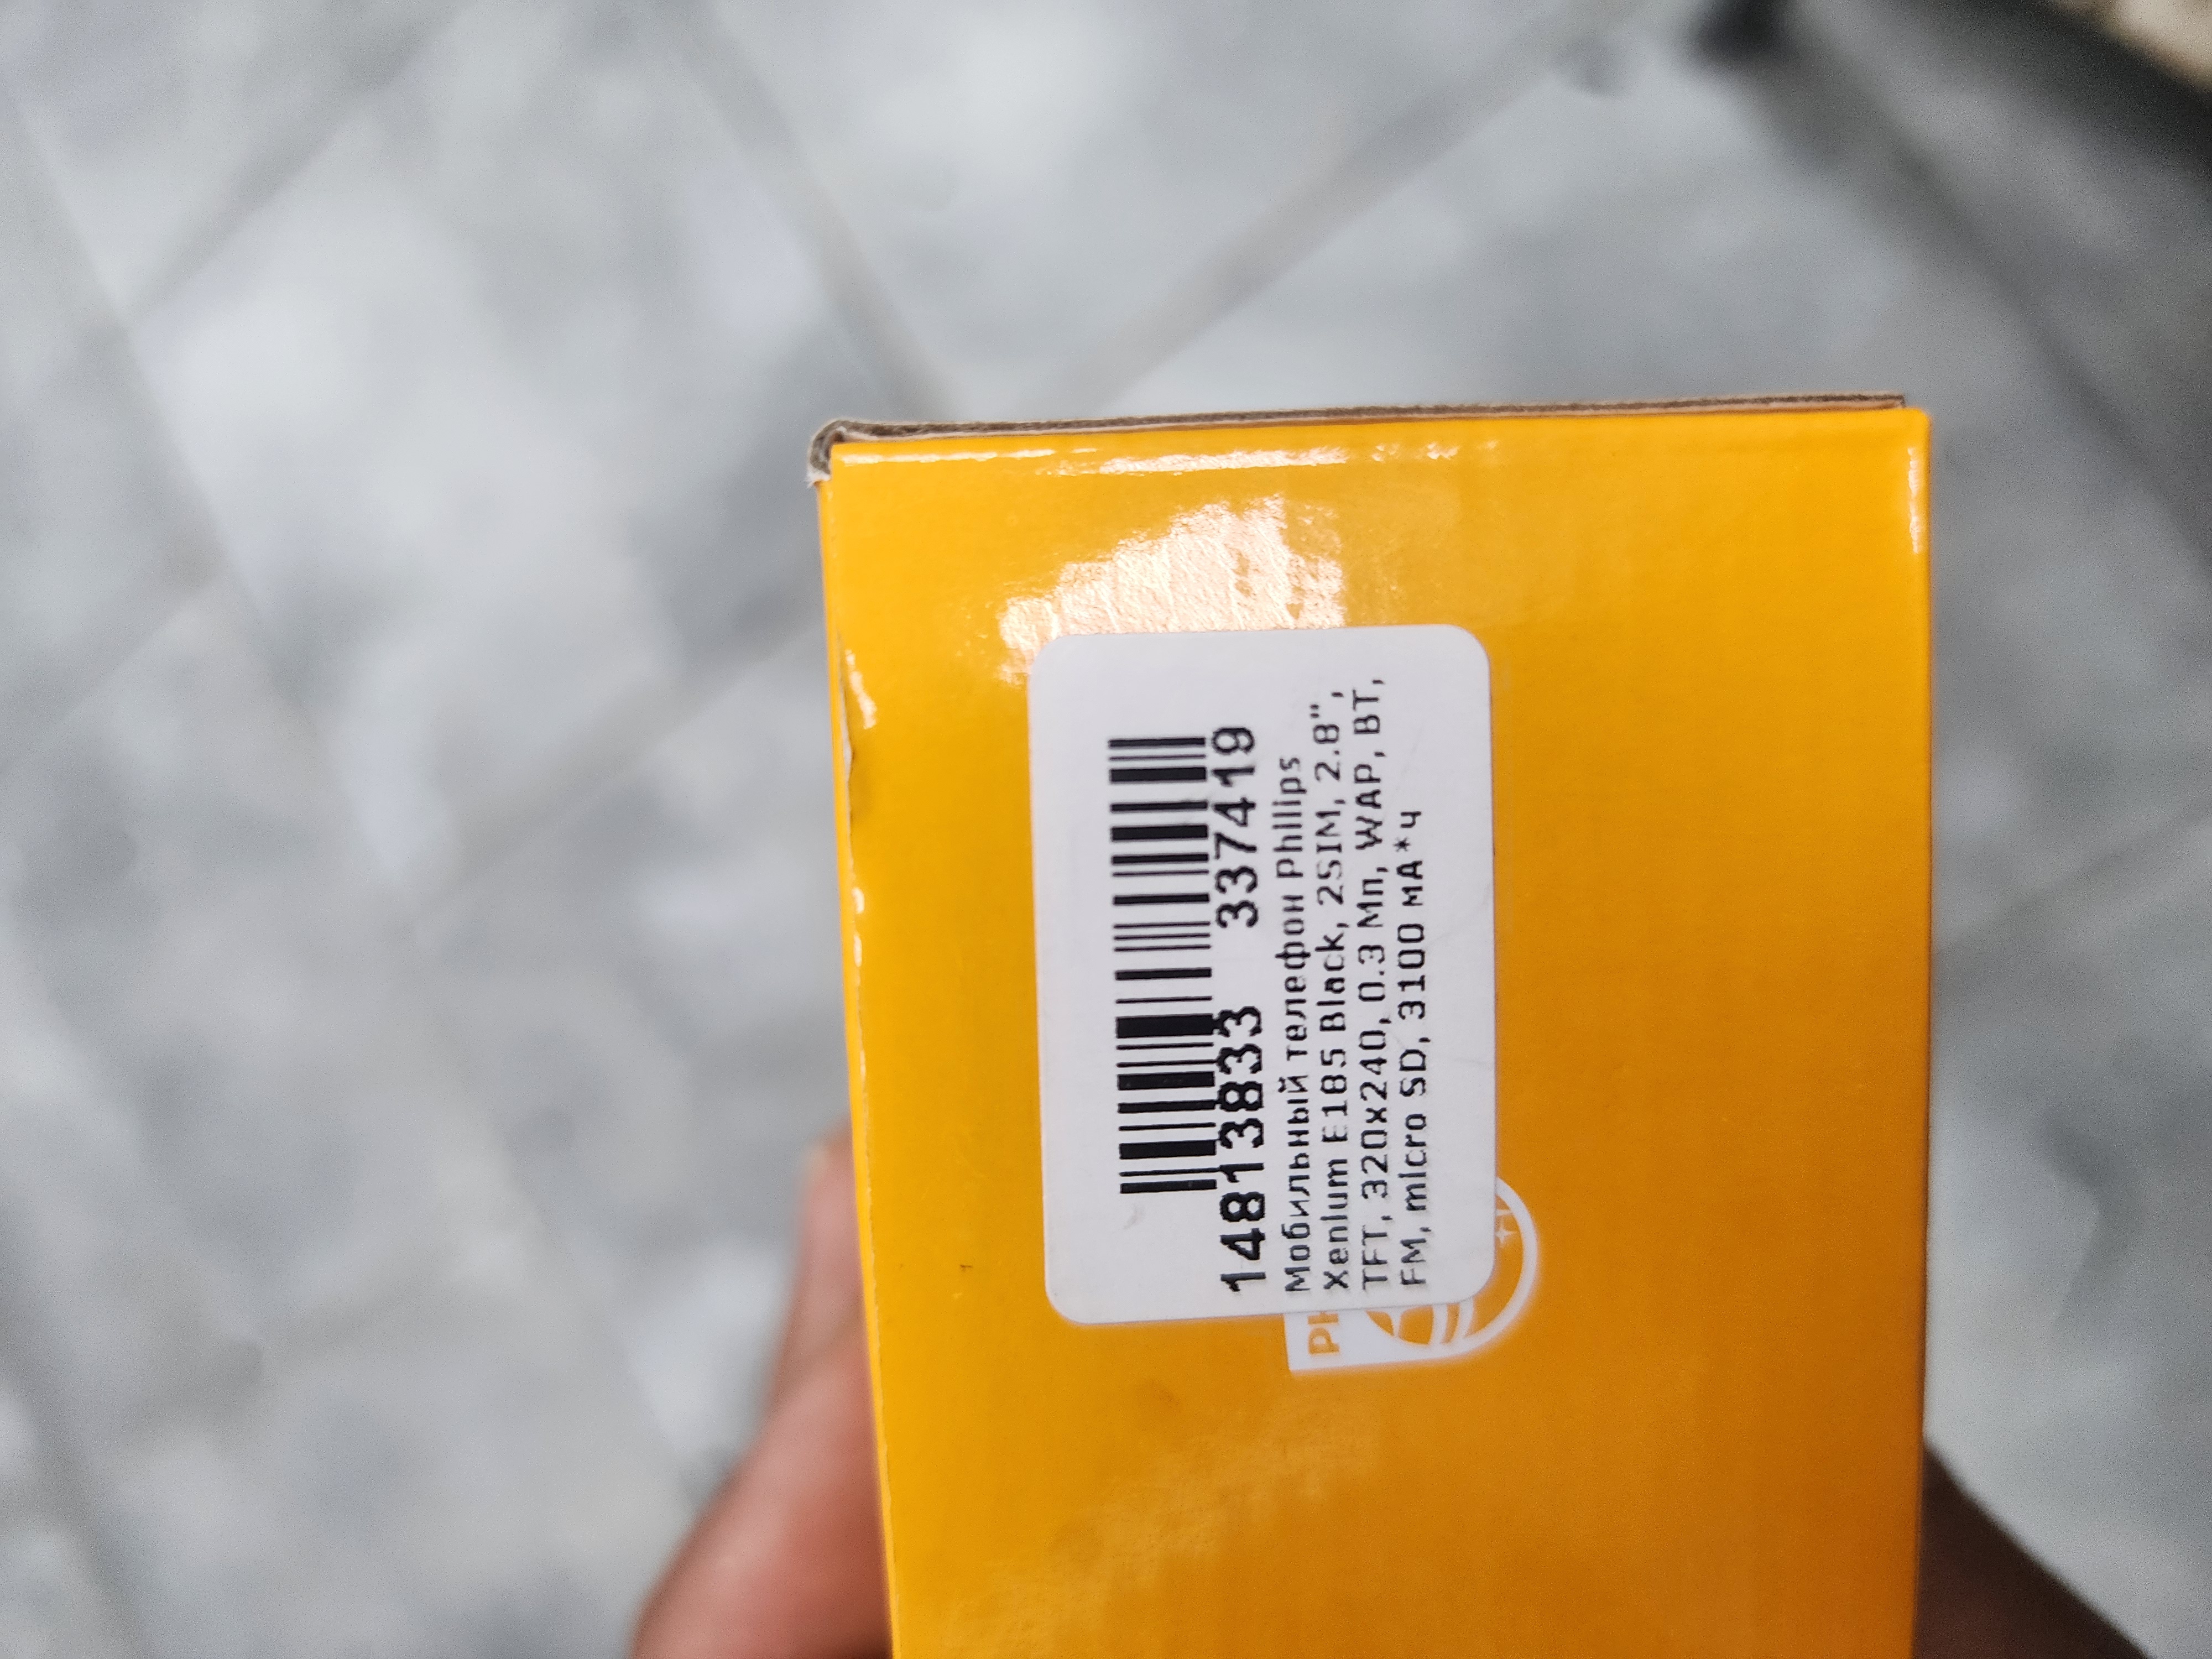 14813833 337419
Мобильный телефон Philips
Xenium E185 Black, 2SIM, 2.8",
TFT, 320x240, 0.3 Мп, WAP, BT,
FM, micro SD, 3100 мА*ч
PH